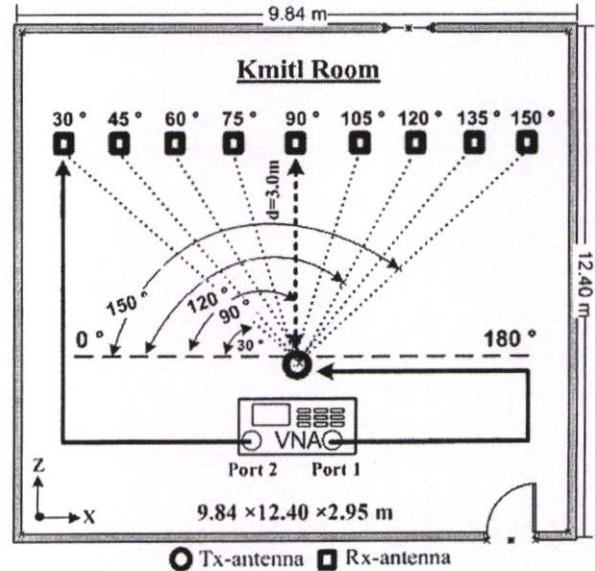 9.84 m
Kmitl Room
30 ° 45 ° 60 ° 75 ° 90 ° 105 ° 120 ° 135 ° 150 °
d=3.0m
12.40 m
150 °
120 °
90 °
30 °
0 ° 180 °
VNA
Port 2 Port 1
Z
X
9.84 ×12.40 ×2.95 m
Tx-antenna Rx-antenna